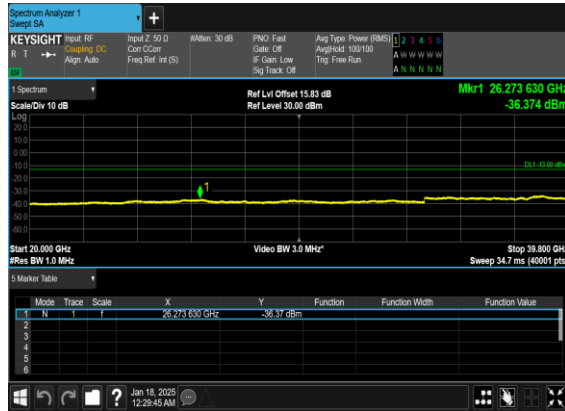 Spectrum Analyzer 1
Swept SA
+
KEYSIGHT Input: RF Input Z: 50 Ω #Atten: 30 dB PNO: Fast Avg Type: Power (RMS) 1 2 3 4 5 6
R T Coupling: DC Corr CCorr Gate: Off Avg|Hold: 100/100 A W W W W W
Align: Auto Freq Ref: Int (S) IF Gain: Low Trig: Free Run
Sig Track: Off A N N N N N
1 Spectrum Ref Lvl Offset 15.83 dB Mkr1 26.273 630 GHz
Scale/Div 10 dB Ref Level 30.00 dBm -36.374 dBm
Log
20.0
10.0
0.00
-10.0 DL1 -13.00 dBm
-20.0
-30.0 1
-40.0
-50.0
-60.0
Start 20.000 GHz Video BW 3.0 MHz* Stop 39.800 GHz
#Res BW 1.0 MHz Sweep 34.7 ms (40001 pts)
5 Marker Table
Mode Trace Scale X Y Function Function Width Function Value
1 N 1 f 26.273 630 GHz -36.37 dBm
2
3
4
5
6
? Jan 18, 2025
12:29:45 AM